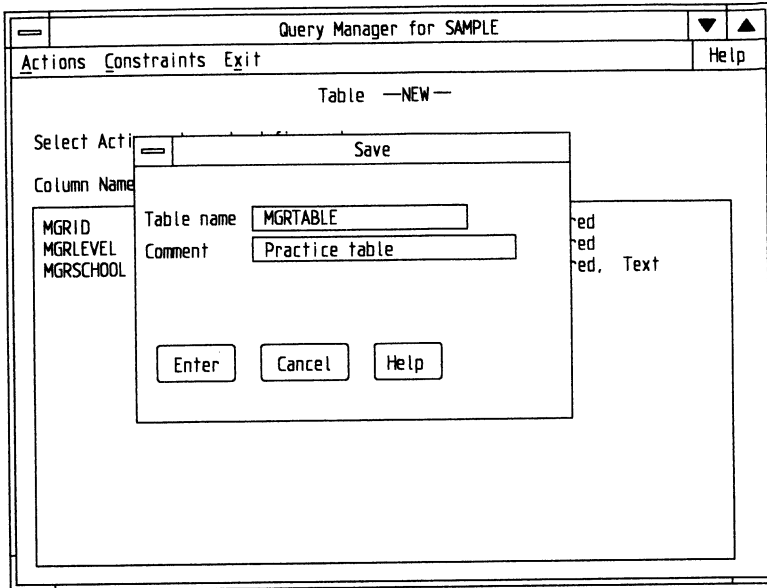 Query Manager for SAMPLE
Actions Constraints Exit Help
Table —NEW—
Select Acti
Save
Column Name
Table name MGRTABLE
Comment Practice table
MGRID red
MGRLEVEL red
MGRSCHOOL red, Text
Enter Cancel Help